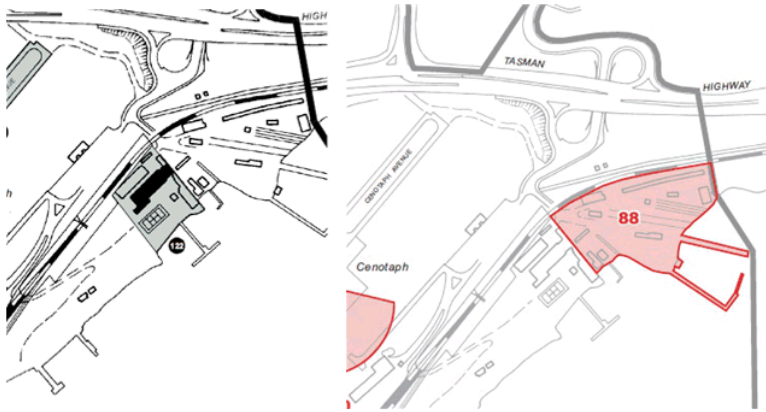 HIGH
122
h
TASMAN
HIGHWAY
CENOTAPH AVENUE
88
Cenotaph